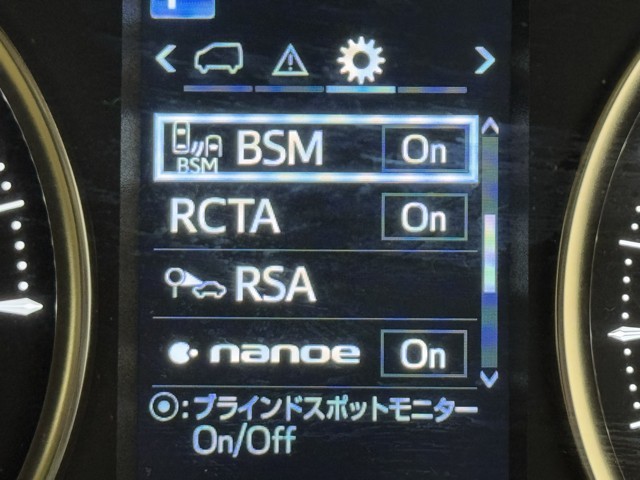 BSM BSM On
RCTA On
RSA
nanoe On
◎:ブラインドスポットモニター
On/Off